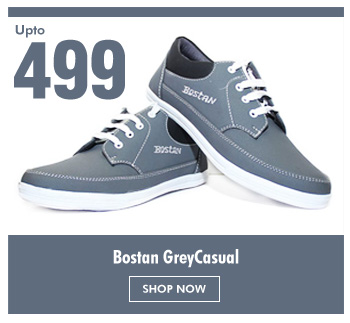 Upto
499
Bostan
Bostan
Bostan GreyCasual
SHOP NOW